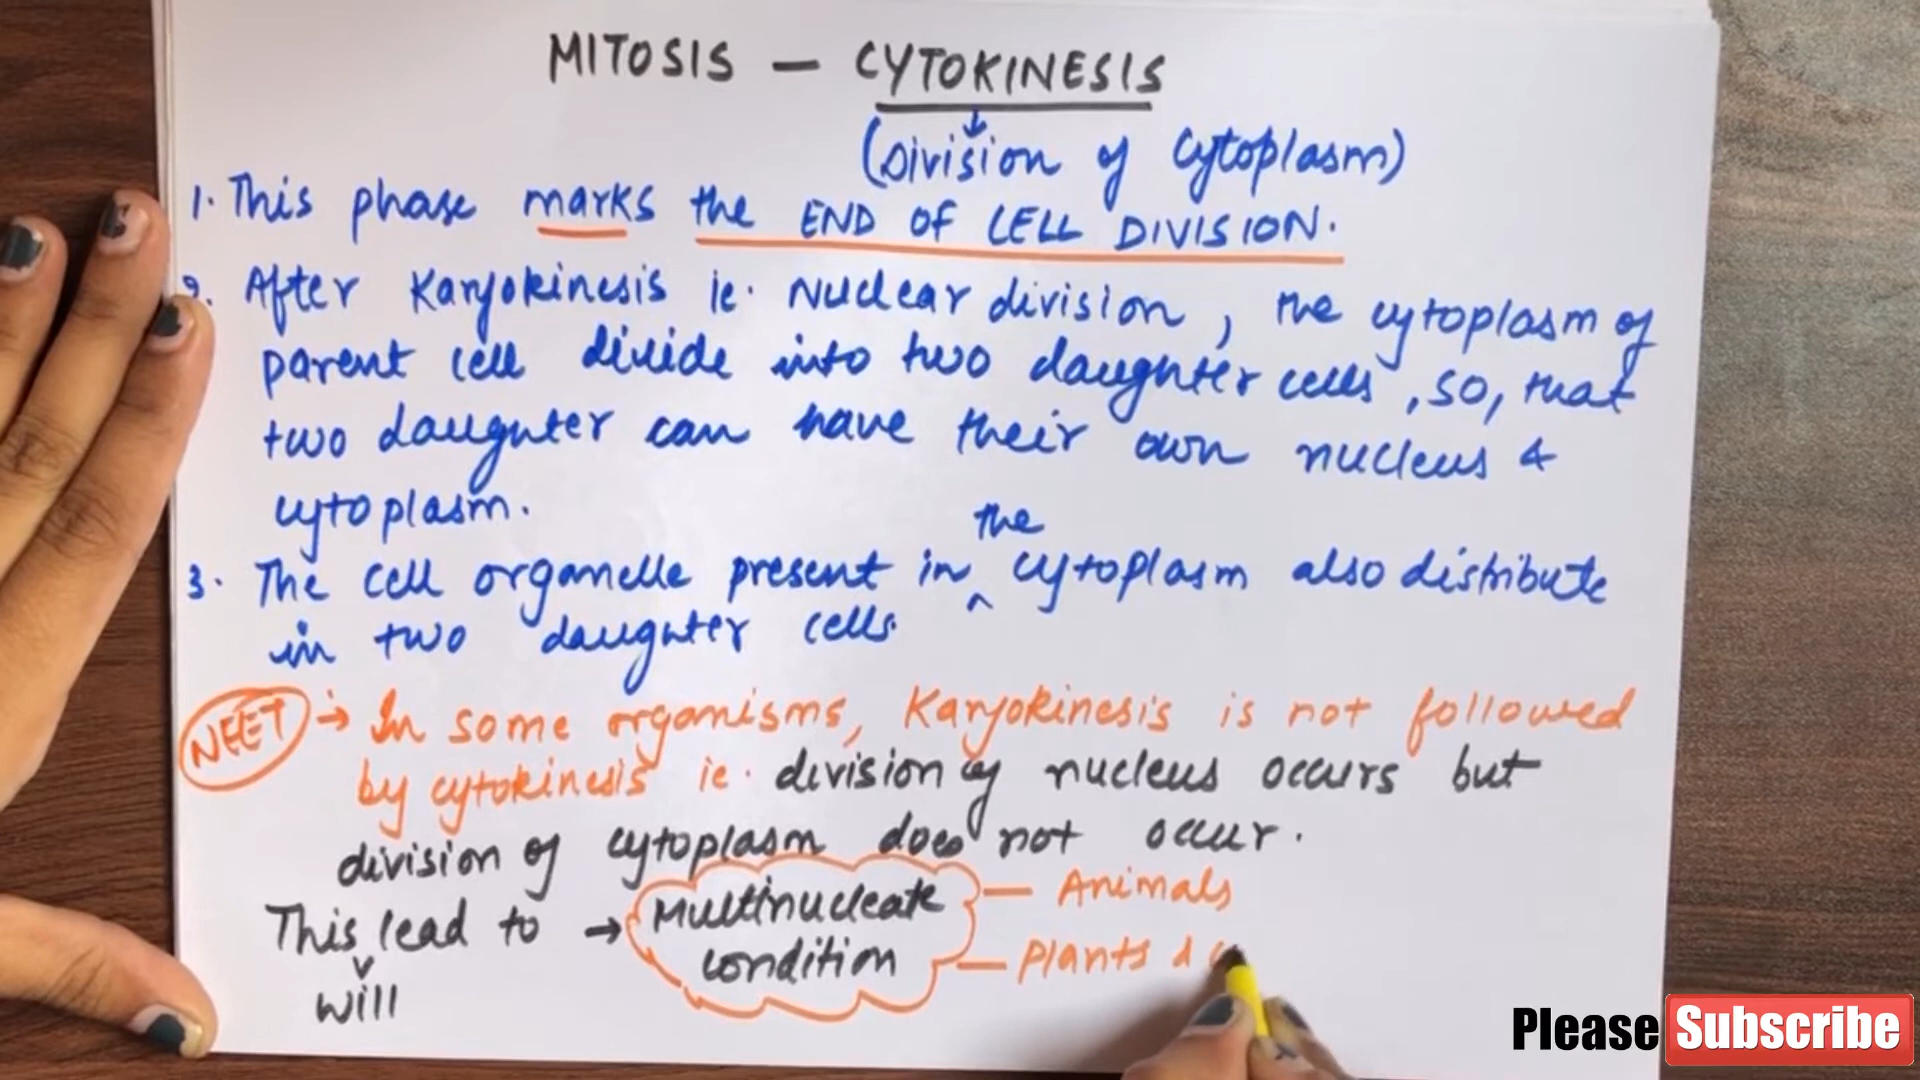 MITOSIS — CYTOKINESIS
(Division of Cytoplasm)
1. This phase marks the END OF CELL DIVISION.
2. After Karyokinesis ie. Nuclear division, the cytoplasm of
parent cell divide into two daughter cells, so, that
two daughter can have their own nucleus &
cytoplasm.
the
3. The cell organelle present in ^ cytoplasm also distribute
in two daughter cells.
NEET → In some organisms, Karyokinesis is not followed
by cytokinesis ie. division of nucleus occurs but
division of cytoplasm does not occur.
This lead to → Multinucleate — Animals
will condition — Plants &
Please Subscribe